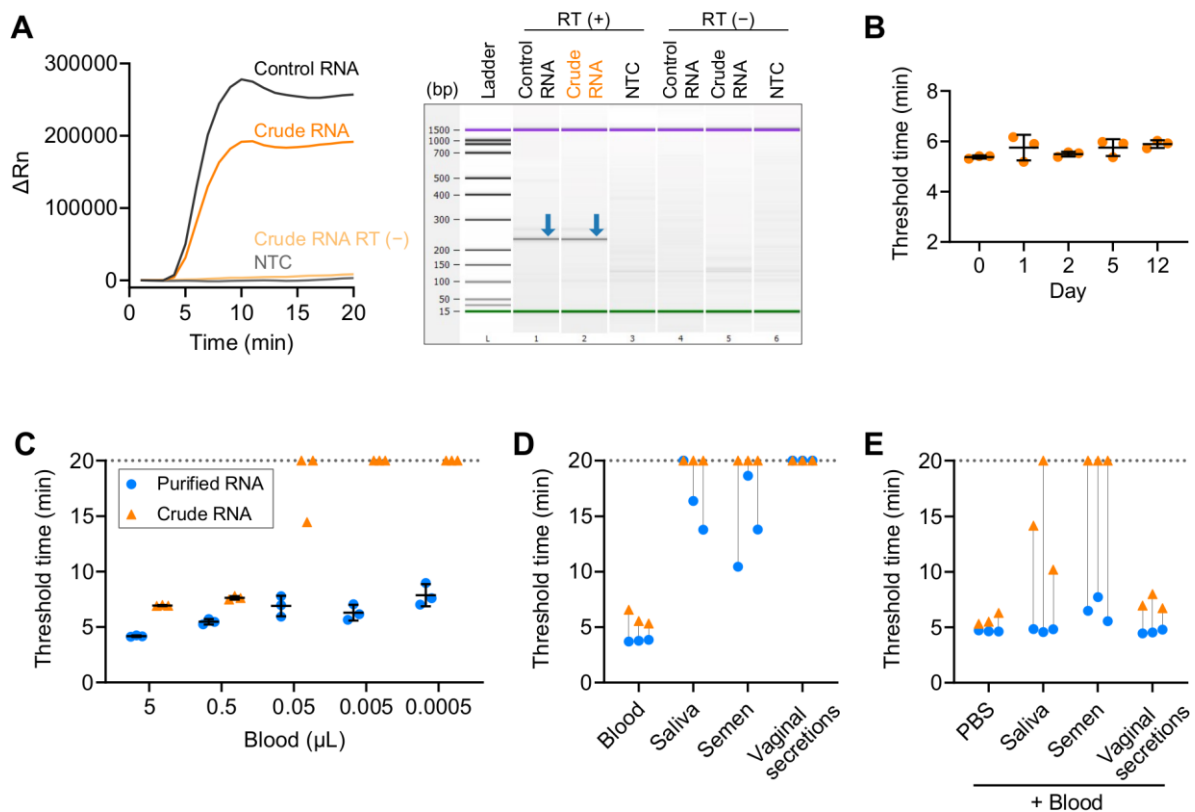 A
300000
200000
100000
0
ΔRn
Control RNA
Crude RNA
Crude RNA RT (−)
NTC
0 5 10 15 20
Time (min)
RT (+) RT (−)
(bp)
Ladder
Control RNA
Crude RNA
NTC
Control RNA
Crude RNA
NTC
1500
1000
700
500
400
300
200
150
100
50
15
L 1 2 3 4 5 6
B
8
6
4
2
Threshold time (min)
0 1 2 5 12
Day
C
20
15
10
5
0
Threshold time (min)
Purified RNA
Crude RNA
5 0.5 0.05 0.005 0.0005
Blood (µL)
D
20
15
10
5
0
Threshold time (min)
Blood
Saliva
Semen
Vaginal
secretions
E
20
15
10
5
0
Threshold time (min)
PBS
Saliva
Semen
Vaginal
secretions
+ Blood